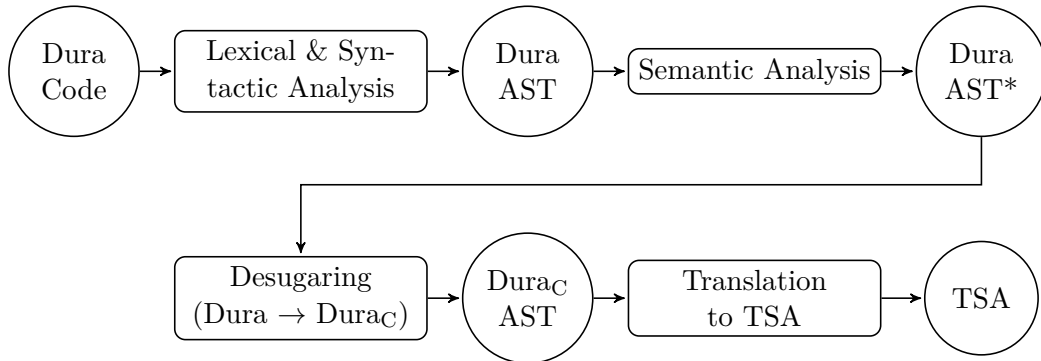 Dura
Code
Lexical & Syn-
tactic Analysis
Dura
AST
Semantic Analysis
Dura
AST*
Desugaring
(Dura → Dura_C)
Dura_C
AST
Translation
to TSA
TSA